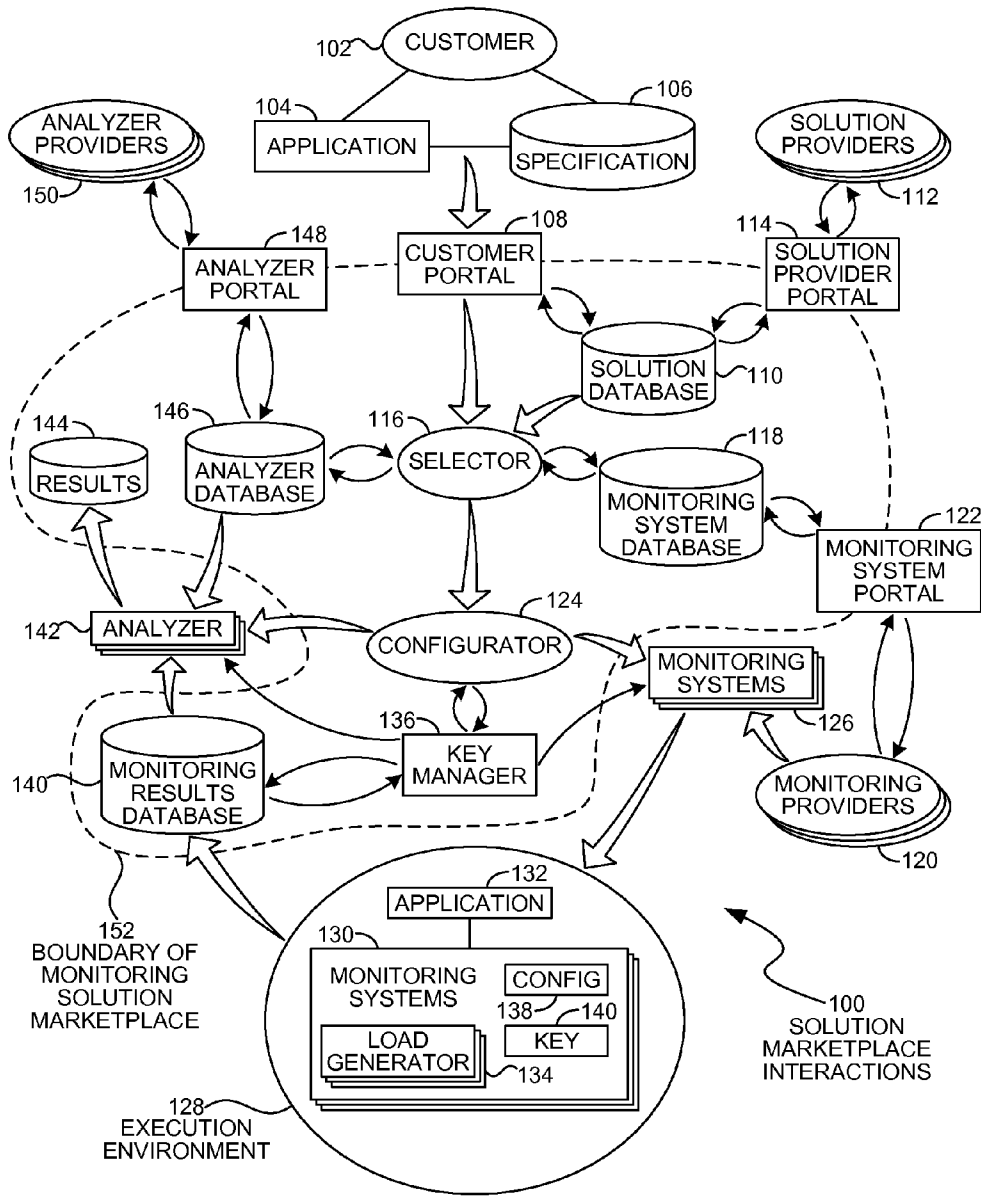 102
CUSTOMER
104
APPLICATION
106
SPECIFICATION
ANALYZER
PROVIDERS
150
SOLUTION
PROVIDERS
112
148
ANALYZER
PORTAL
108
CUSTOMER
PORTAL
114
SOLUTION
PROVIDER
PORTAL
SOLUTION
DATABASE
110
144
RESULTS
146
ANALYZER
DATABASE
116
SELECTOR
118
MONITORING
SYSTEM
DATABASE
122
MONITORING
SYSTEM
PORTAL
142
ANALYZER
124
CONFIGURATOR
MONITORING
SYSTEMS
126
136
KEY
MANAGER
140
MONITORING
RESULTS
DATABASE
MONITORING
PROVIDERS
120
152
BOUNDARY OF
MONITORING
SOLUTION
MARKETPLACE
132
APPLICATION
130
MONITORING
SYSTEMS
CONFIG
138
140
KEY
LOAD
GENERATOR
134
128
EXECUTION
ENVIRONMENT
100
SOLUTION
MARKETPLACE
INTERACTIONS